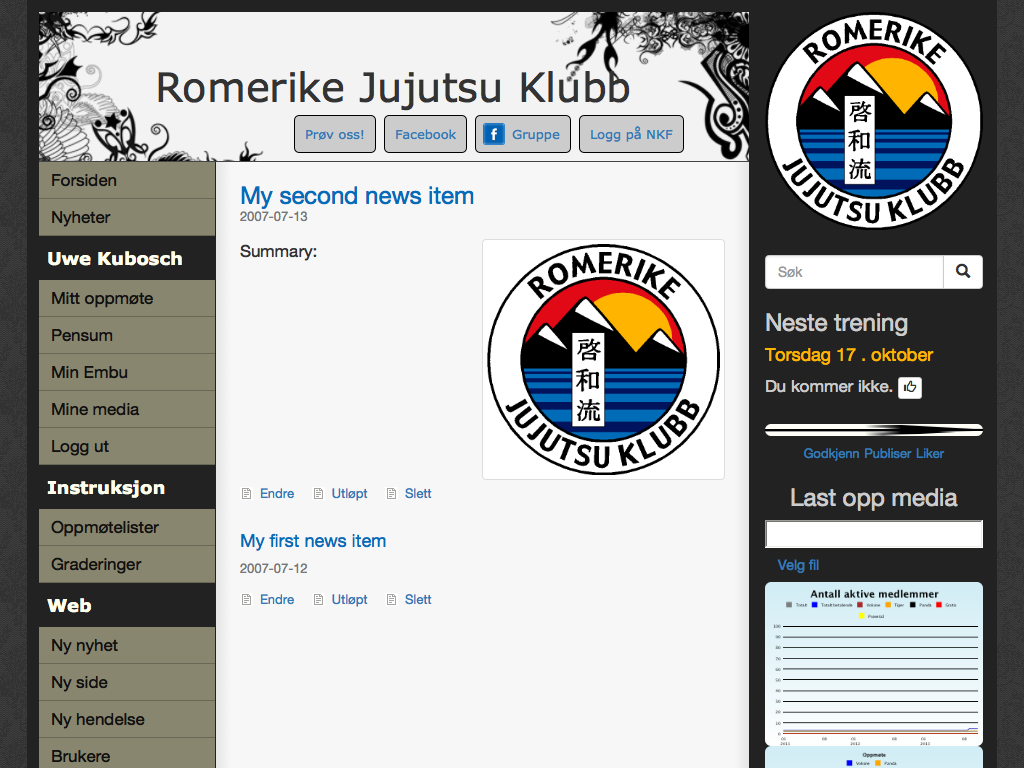 Romerike Jujutsu Klubb
Prøv oss!
Facebook
Gruppe
Logg på NKF
Forsiden
Nyheter
Uwe Kubosch
Mitt oppmøte
Pensum
Min Embu
Mine media
Logg ut
Instruksjon
Oppmøtelister
Graderinger
Web
Ny nyhet
Ny side
Ny hendelse
Brukere
My second news item
2007-07-13
Summary:
ROMERIKE
啓和流
JUJUTSU KLUBB
Endre
Utløpt
Slett
My first news item
2007-07-12
Endre
Utløpt
Slett
ROMERIKE
啓和流
JUJUTSU KLUBB
Søk
Neste trening
Torsdag 17 . oktober
Du kommer ikke.
Godkjenn Publiser Liker
Last opp media
Velg fil
Antall aktive medlemmer
Totalt
Voksne
Tiger
Panda
100
90
80
70
60
50
40
30
20
10
0
Oppmøte
Voksne
Panda